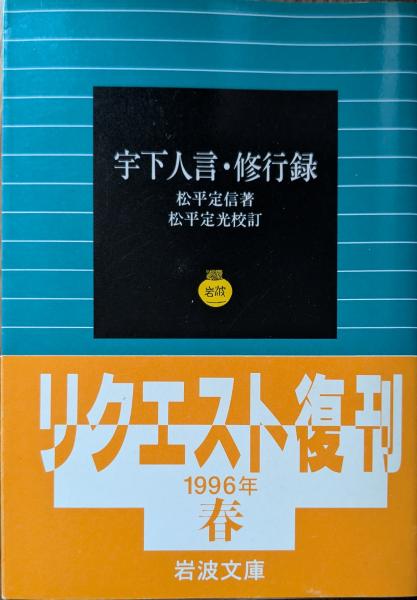 宇下人言・修行録
松平定信著
松平定光校訂
岩波
リクエスト復刊
1996年
春
岩波文庫